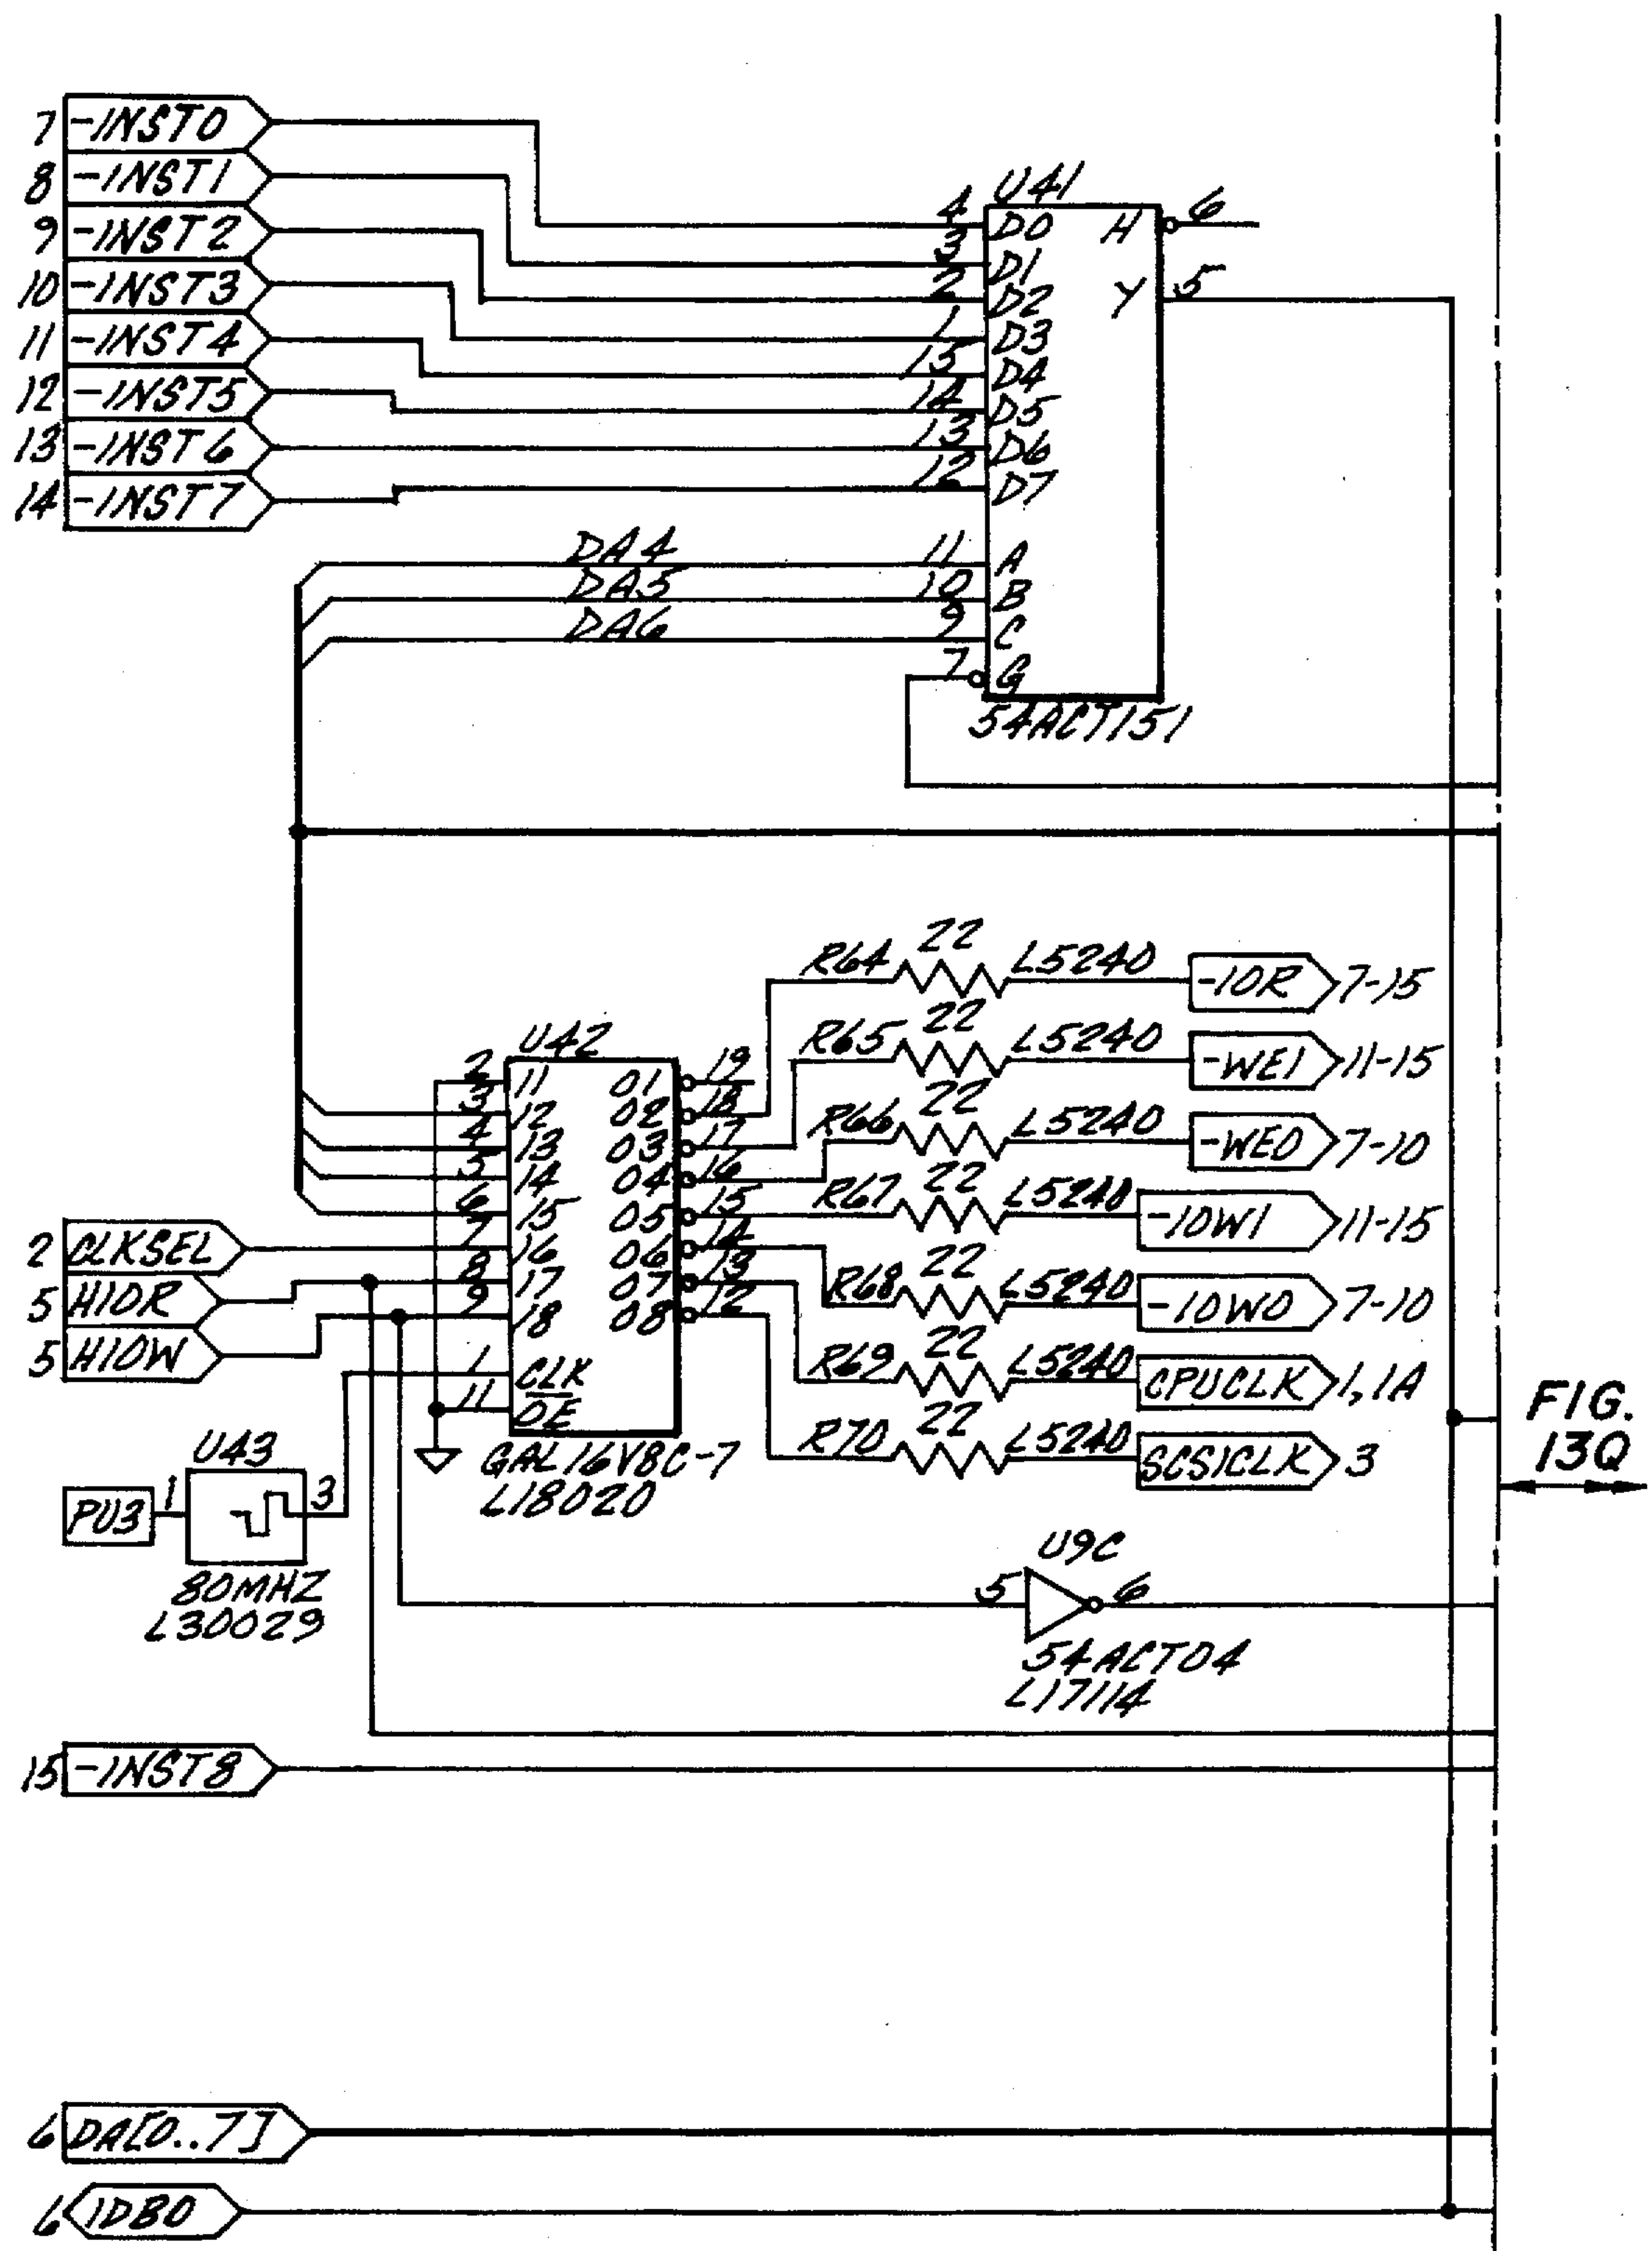 7 -INST0
8 -INST1
9 -INST2
10 -INST3
11 -INST4
12 -INST5
13 -INST6
14 -INST7
U41
4 D0 H 6
3 D1
2 D2 Y 5
1 D3
15 D4
14 D5
13 D6
12 D7
DA4 11 A
DA5 10 B
DA6 9 C
7 G
54ACT151
R64 22 L5240 -IOR 7-15
R65 22 L5240 -WE1 11-15
R66 22 L5240 -WE0 7-10
R67 22 L5240 -IOW1 11-15
R68 22 L5240 -IOW0 7-10
R69 22 L5240 CPUCLK 1,1A
R70 22 L5240 SCSICLK 3
U42
2 I1 O1 19
3 I2 O2 18
4 I3 O3 17
5 I4 O4 16
6 I5 O5 15
7 I6 O6 14
8 I7 O7 13
9 I8 O8 12
1 CLK
11 OE
GAL16V8C-7
L18020
2 CLKSEL
5 HIOR
5 HIOW
U43
PU3 1 3
80MHZ
L30029
FIG.
13Q
U9C
5 6
54ACT04
L17114
15 -INST8
6 DA[0..7]
6 IDB0